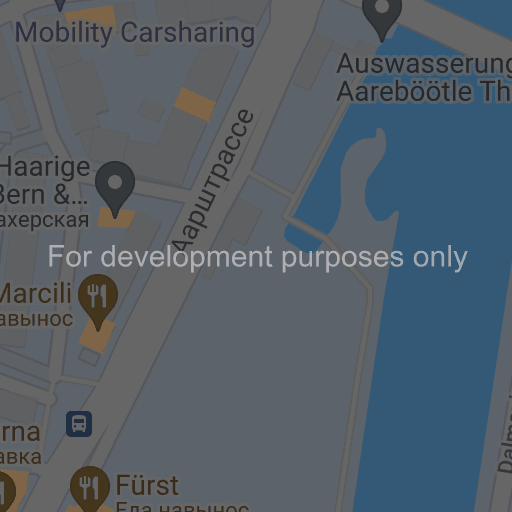 Mobility Carsharing
Auswasserung
Aareböötle Th
Аарштрассе
Haarige
Bern &...
ахерская
For development purposes only
Marcili
авынос
rna
авка
Fürst
Еда навынос